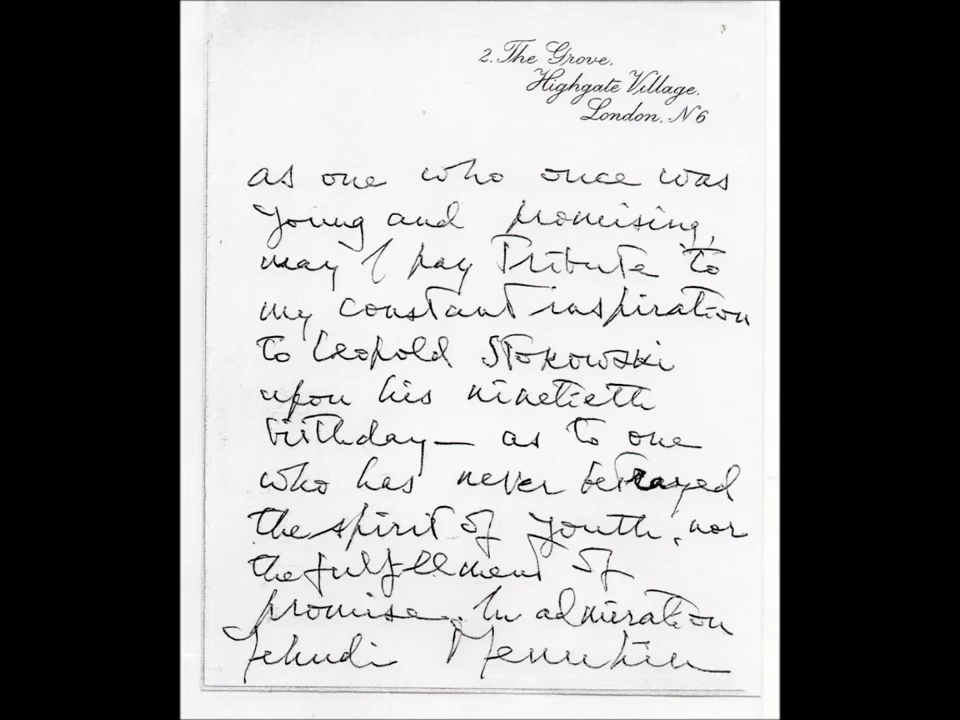 2. The Grove.
Highgate Village.
London. N6
as one who once was
young and promising,
may I pay Tribute to
my constant inspiration
to Leopold Stokowski
upon his ninetieth
birthday — as to one
who has never betrayed
the spirit of youth, nor
the fulfillment of
promise. In admiration
Yehudi Menuhin